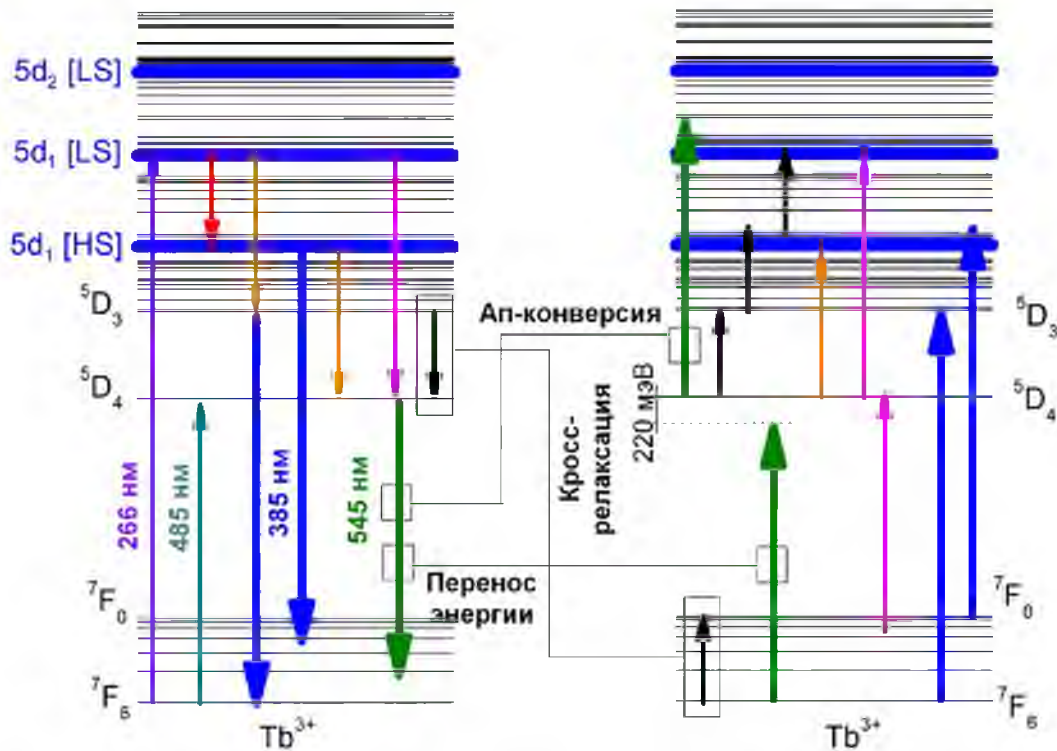 5d₂ [LS]
5d₁ [LS]
5d₁ [HS]
⁵D₃
⁵D₄
266 нм
485 нм
385 нм
545 нм
⁷F₀
⁷F₆
Tb³⁺
Ап-конверсия
Кросс-
релаксация
Перенос
энергии
220 мэВ
⁵D₃
⁵D₄
⁷F₀
⁷F₆
Tb³⁺